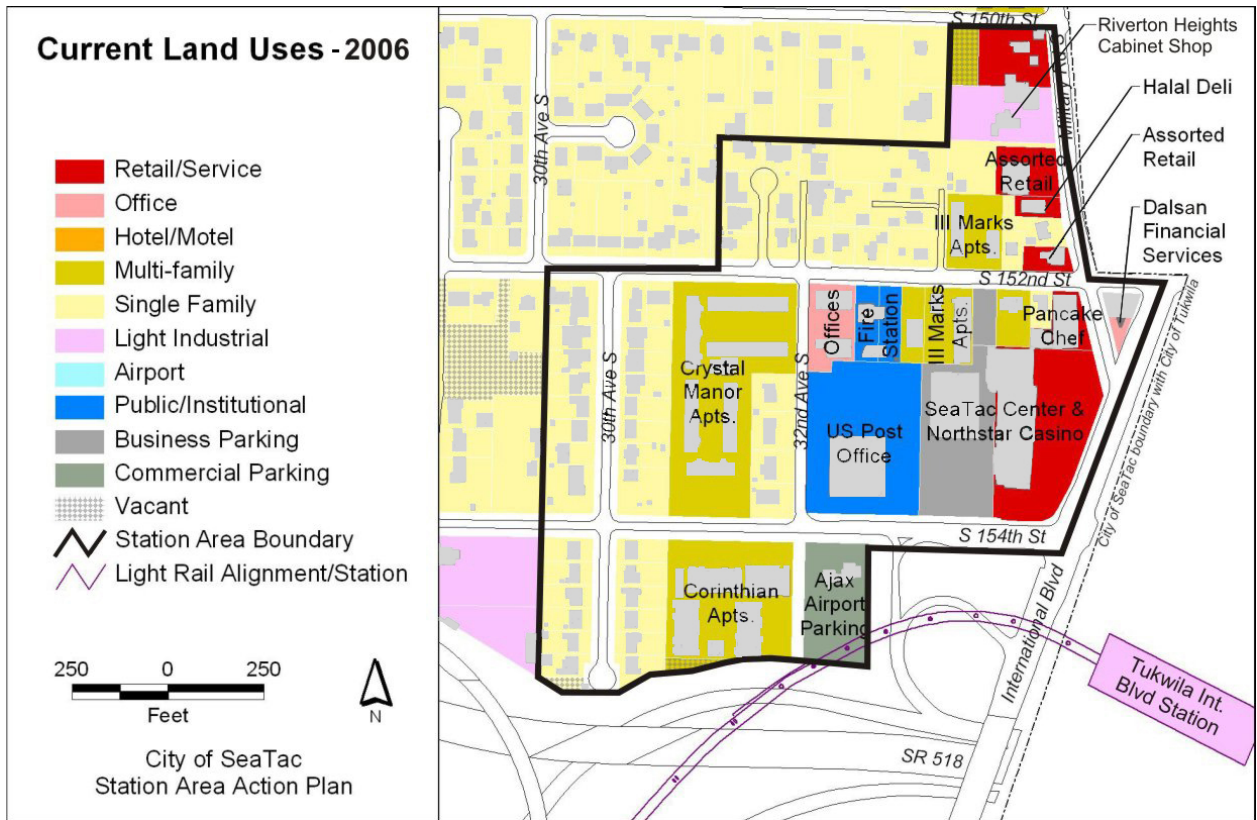 Current Land Uses - 2006
Retail/Service
Office
Hotel/Motel
Multi-family
Single Family
Light Industrial
Airport
Public/Institutional
Business Parking
Commercial Parking
Vacant
Station Area Boundary
Light Rail Alignment/Station
250 0 250
Feet
N
City of SeaTac
Station Area Action Plan
S 150th St
Riverton Heights
Cabinet Shop
Halal Deli
Assorted
Retail
Dalsan
Financial
Services
30th Ave S
Assorted
Retail
III Marks
Apts.
S 152nd St
Offices
Fire
Station
III Marks
Apts.
Pancake
Chef
30th Ave S
Crystal
Manor Apts.
32nd Ave S
US Post
Office
SeaTac Center &
Northstar Casino
City of SeaTac boundary with City of Tukwila
S 154th St
Corinthian
Apts.
Ajax
Airport
Parking
International Blvd
Tukwila Int.
Blvd Station
SR 518